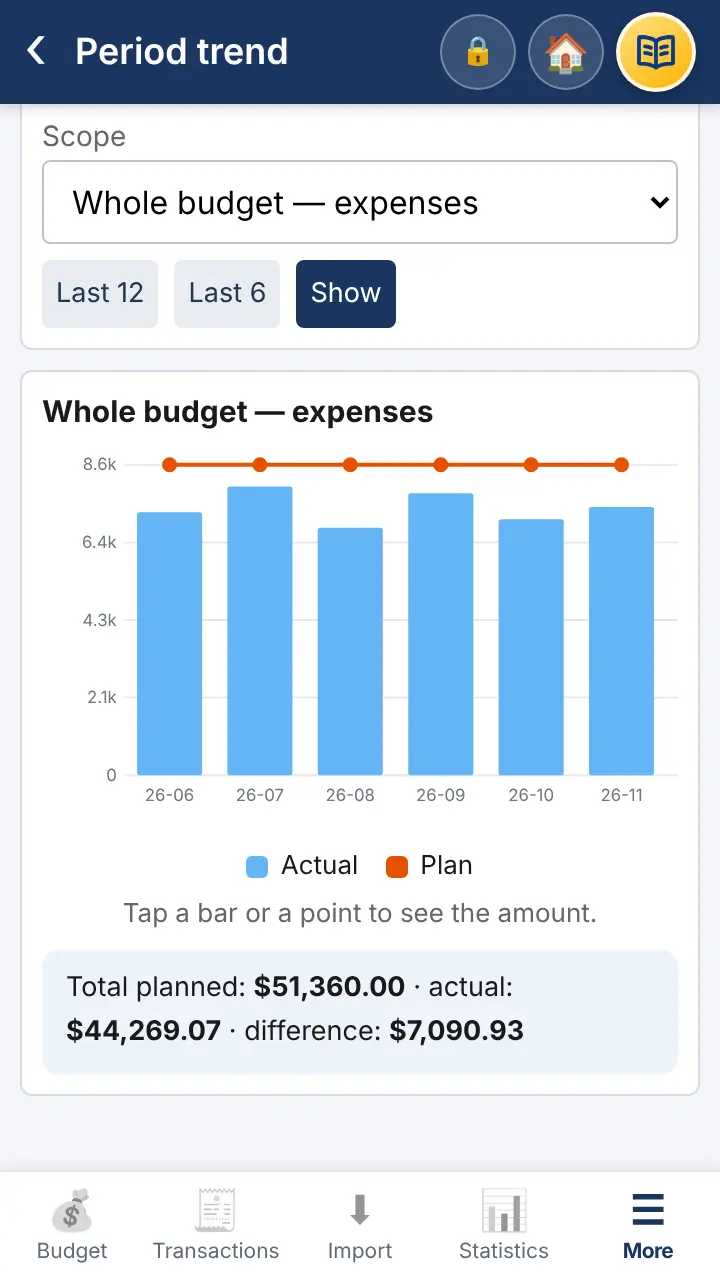 Period trend
Scope
Whole budget — expenses
Last 12
Last 6
Show
Whole budget — expenses
8.6k
6.4k
4.3k
2.1k
0
26-06 26-07 26-08 26-09 26-10 26-11
Actual Plan
Tap a bar or a point to see the amount.
Total planned: $51,360.00 · actual:
$44,269.07 · difference: $7,090.93
Budget Transactions Import Statistics More